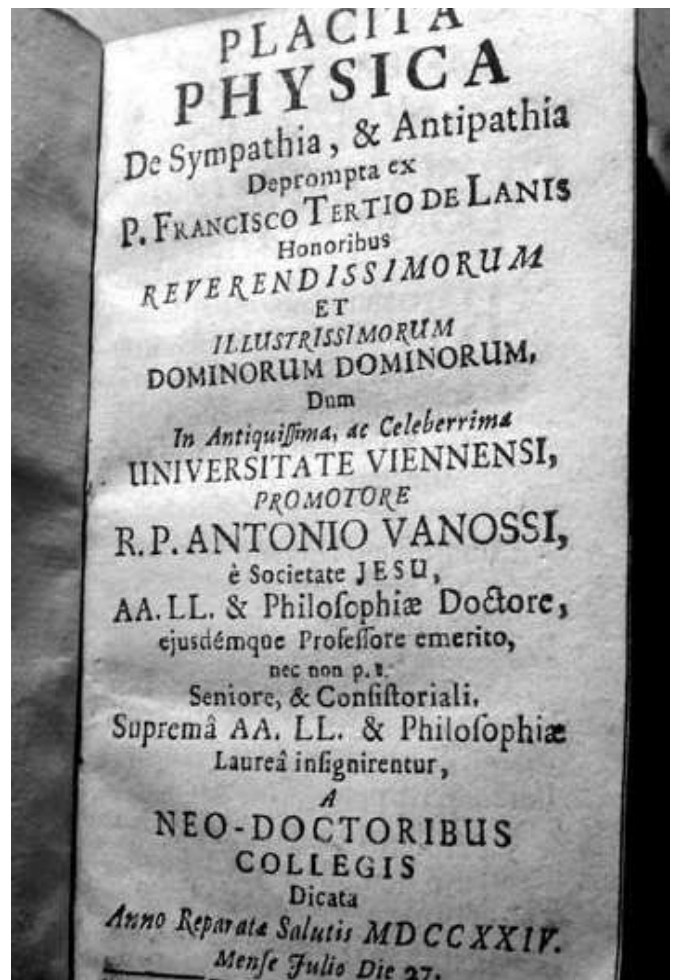 PLACITA
PHYSICA
De Sympathia, & Antipathia
Deprompta ex
P. FRANCISCO TERTIO DE LANIS
Honoribus
REVERENDISSIMORUM
ET
ILLUSTRISSIMORUM
DOMINORUM DOMINORUM,
Dum
In Antiquiſſima, ac Celeberrima
UNIVERSITATE VIENNENSI,
PROMOTORE
R. P. ANTONIO VANOSSI,
è Societate JESU,
AA. LL. & Philoſophiæ Doctore,
ejusdémque Profeſſore emerito,
nec non p. t.
Seniore, & Conſiſtoriali,
Supremâ AA. LL. & Philoſophiæ
Laureâ inſignirentur,
A
NEO-DOCTORIBUS
COLLEGIS
Dicata
Anno Reparatæ Salutis MDCCXXIV.
Menſe Julio Die 27.